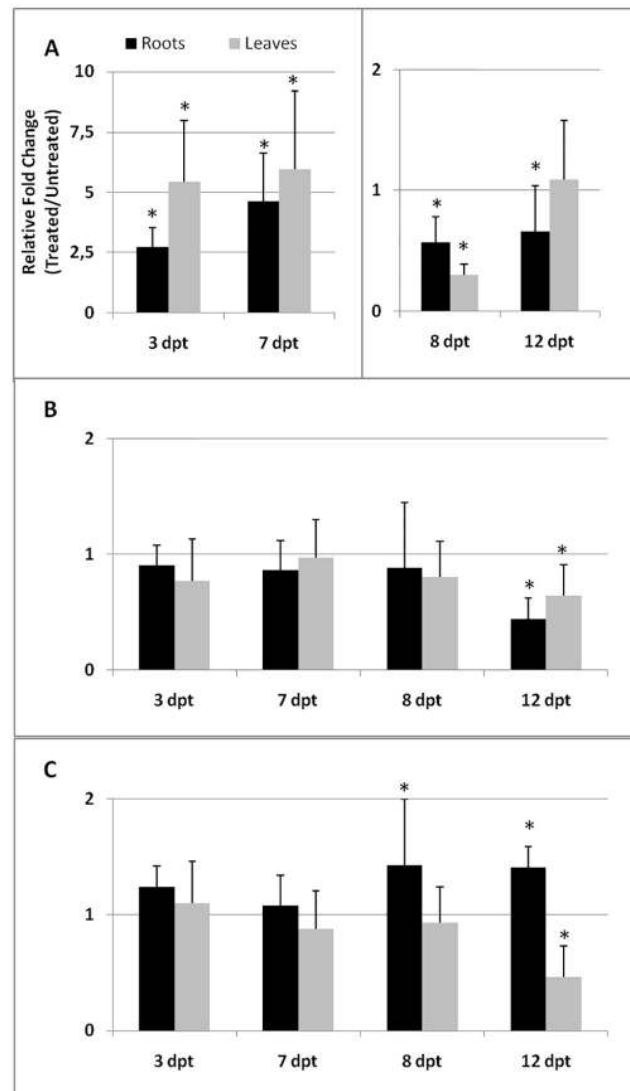 A
Roots Leaves
Relative Fold Change
(Treated/Untreated)
10
7,5
5
2,5
0
* * * *
3 dpt 7 dpt
2
1
0
* * *
8 dpt 12 dpt
B
2
1
0
* *
3 dpt 7 dpt 8 dpt 12 dpt
C
2
1
0
* * *
3 dpt 7 dpt 8 dpt 12 dpt